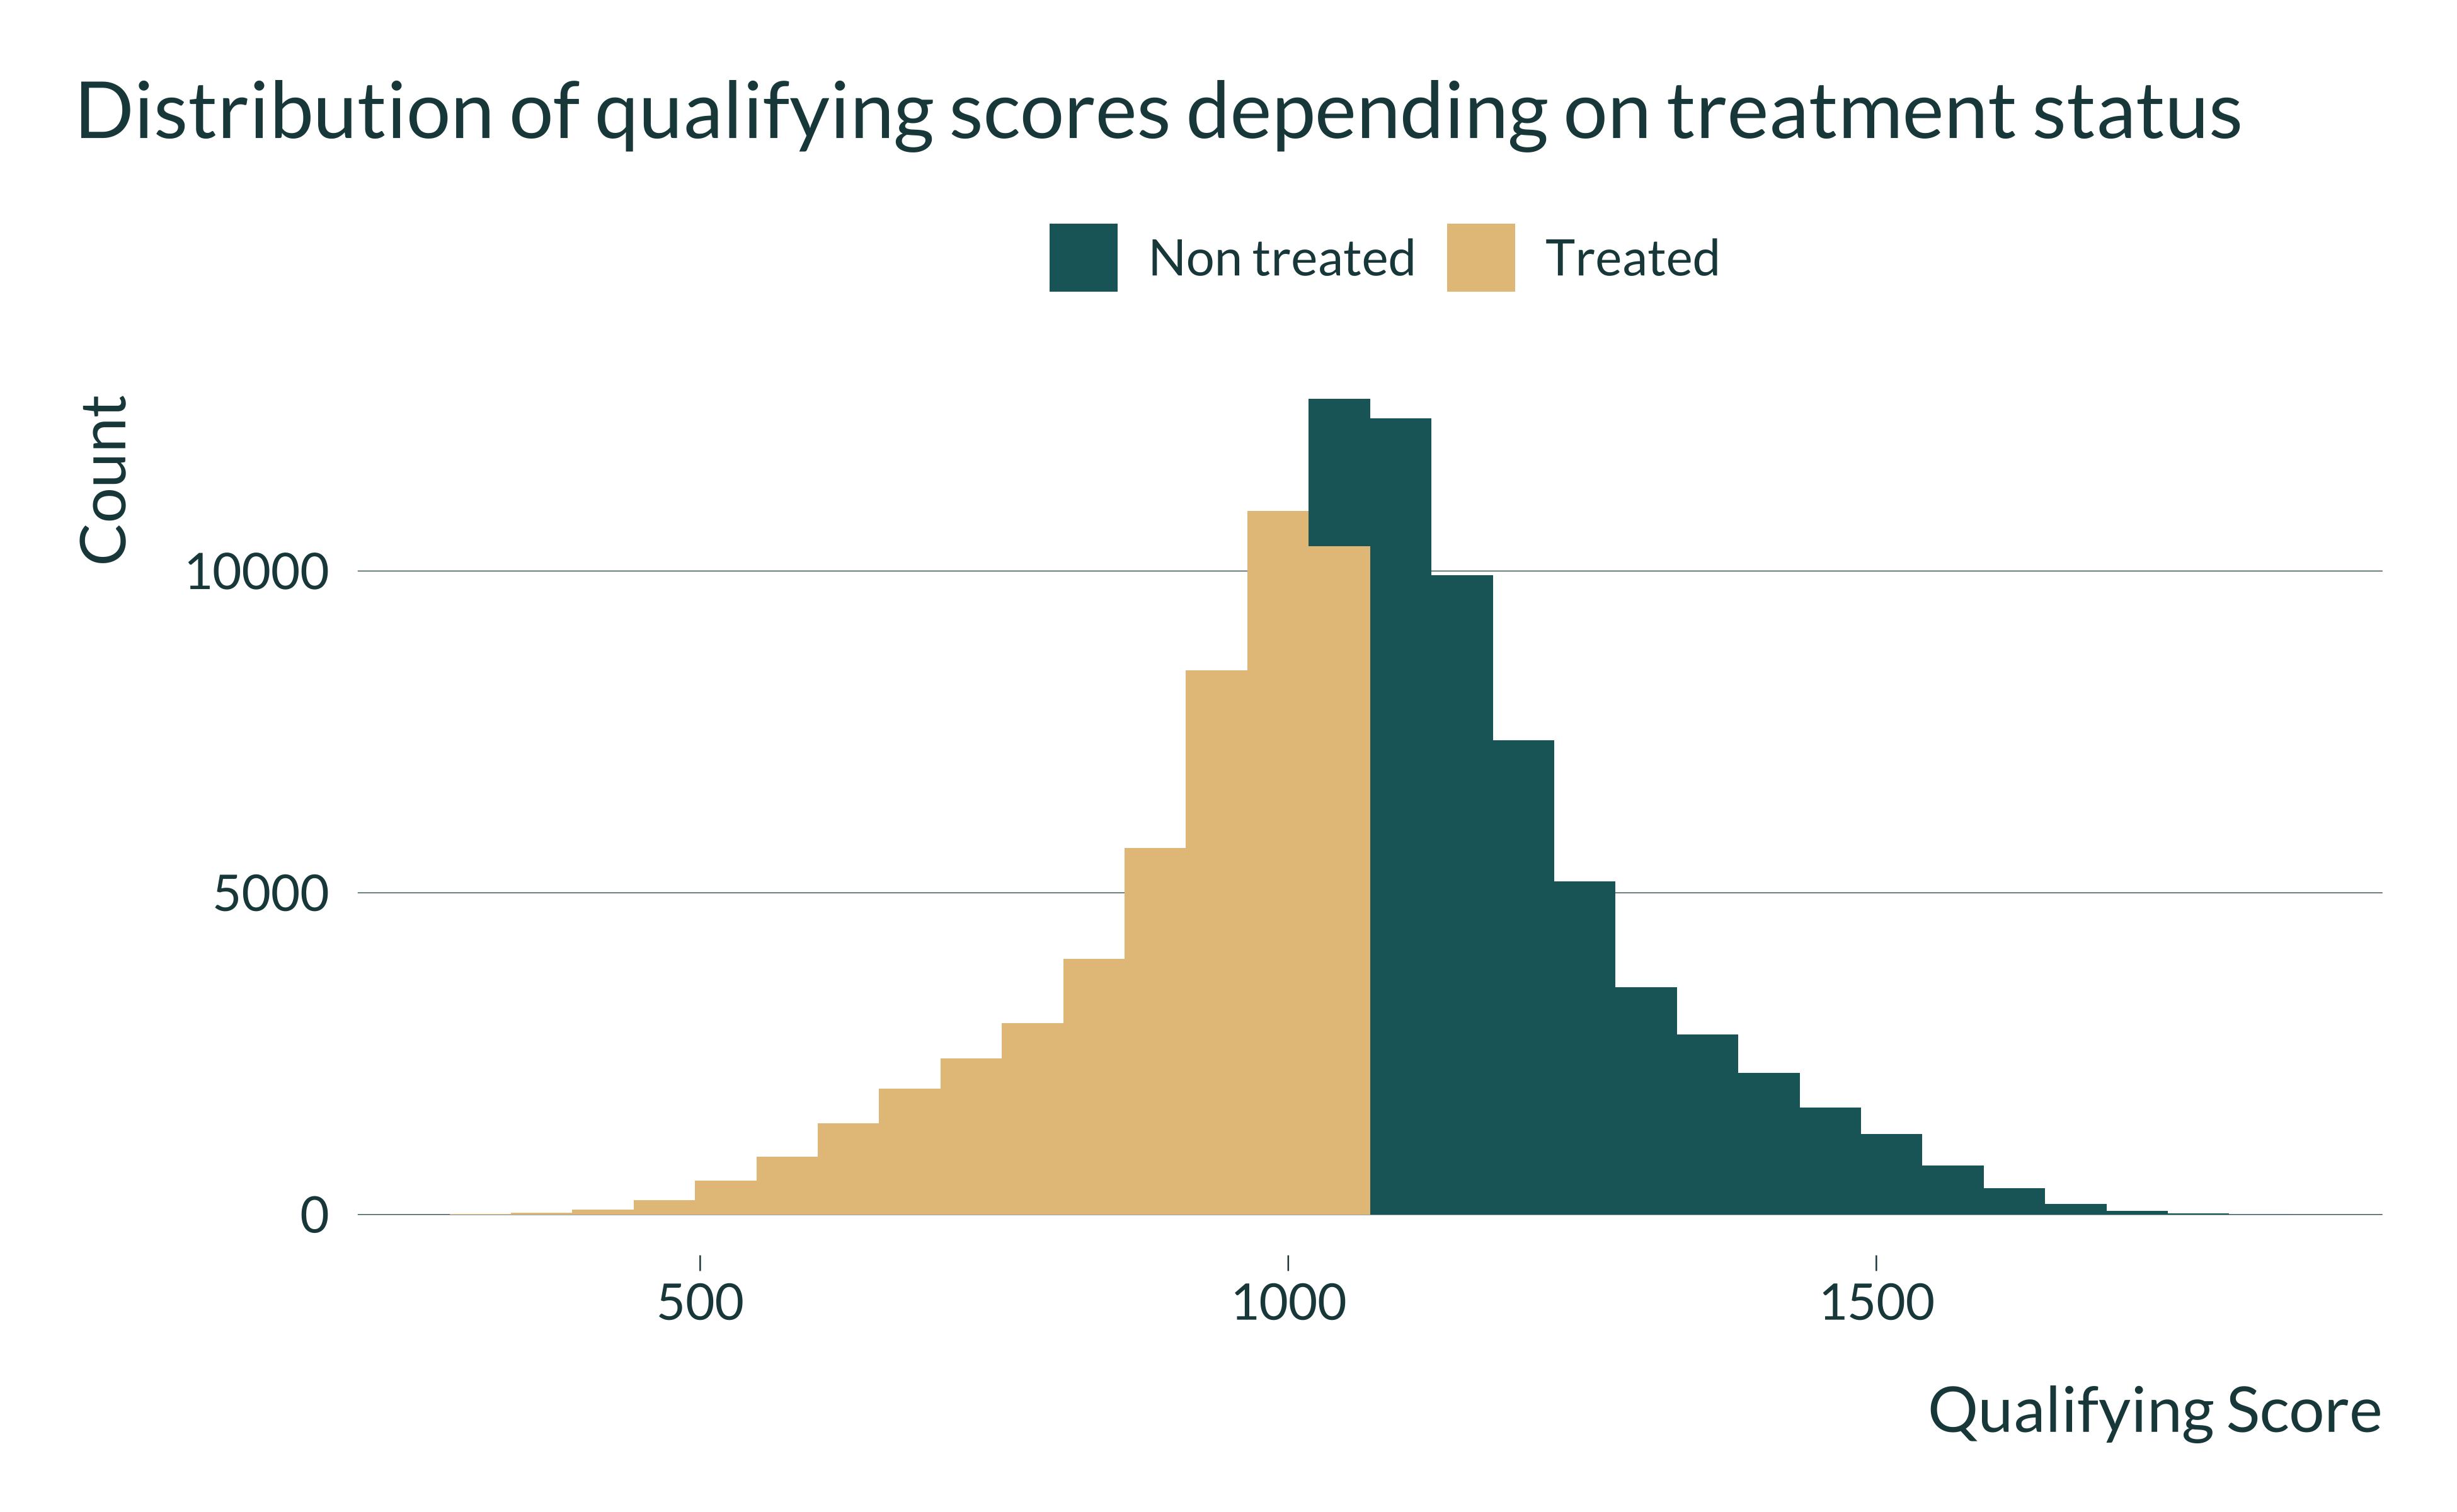 Distribution of qualifying scores depending on treatment status
Non treated Treated
Count
10000
5000
0
500 1000 1500
Qualifying Score